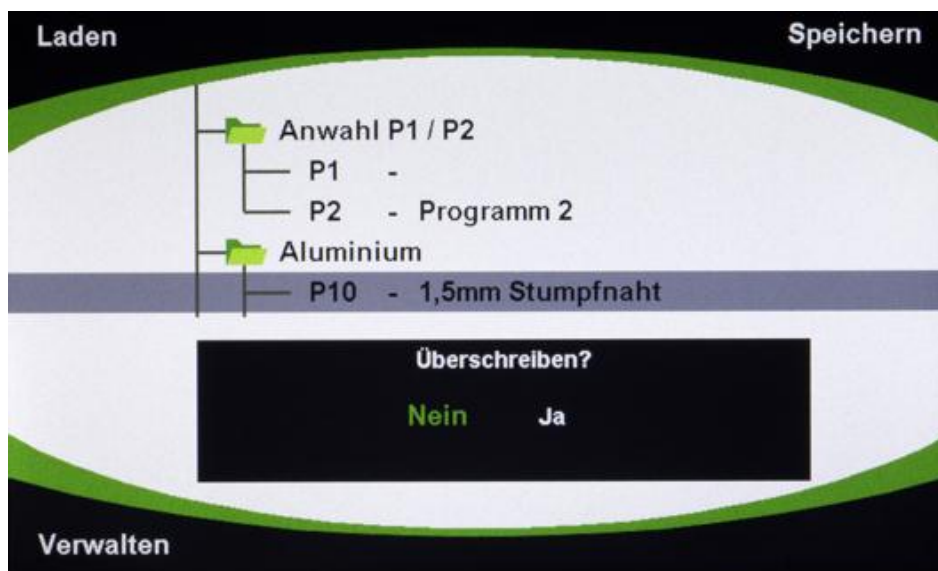 Laden
Speichern
Anwahl P1 / P2
P1 -
P2 - Programm 2
Aluminium
P10 - 1,5mm Stumpfnaht
Überschreiben?
Nein Ja
Verwalten